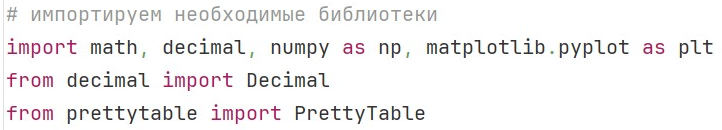 # импортируем необходимые библиотеки
import math, decimal, numpy as np, matplotlib.pyplot as plt
from decimal import Decimal
from prettytable import PrettyTable